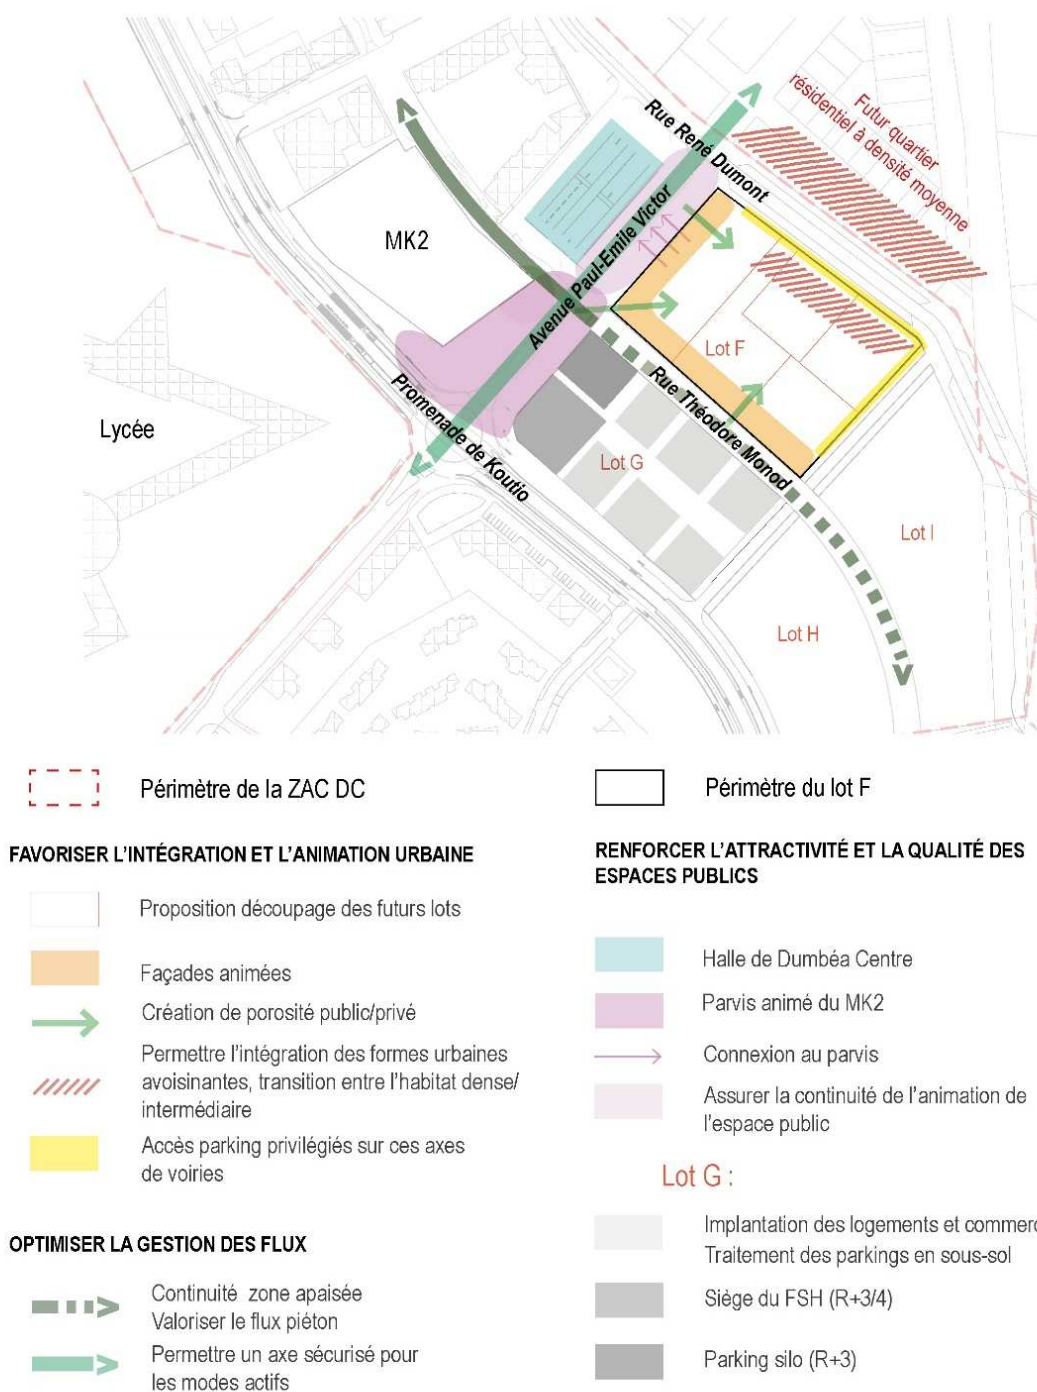 Futur quartier
résidentiel à densité moyenne
Rue René Dumont
MK2
Avenue Paul-Emile Victor
Lot F
Promenade de Koutio
Rue Théodore Monod
Lycée
Lot G
Lot I
Lot H
Périmètre de la ZAC DC
Périmètre du lot F
FAVORISER L'INTÉGRATION ET L'ANIMATION URBAINE
Proposition découpage des futurs lots
Façades animées
Création de porosité public/privé
Permettre l'intégration des formes urbaines
avoisinantes, transition entre l'habitat dense/
intermédiaire
Accès parking privilégiés sur ces axes
de voiries
OPTIMISER LA GESTION DES FLUX
Continuité zone apaisée
Valoriser le flux piéton
Permettre un axe sécurisé pour
les modes actifs
RENFORCER L'ATTRACTIVITÉ ET LA QUALITÉ DES
ESPACES PUBLICS
Halle de Dumbéa Centre
Parvis animé du MK2
Connexion au parvis
Assurer la continuité de l'animation de
l'espace public
Lot G :
Implantation des logements et commerc
Traitement des parkings en sous-sol
Siège du FSH (R+3/4)
Parking silo (R+3)